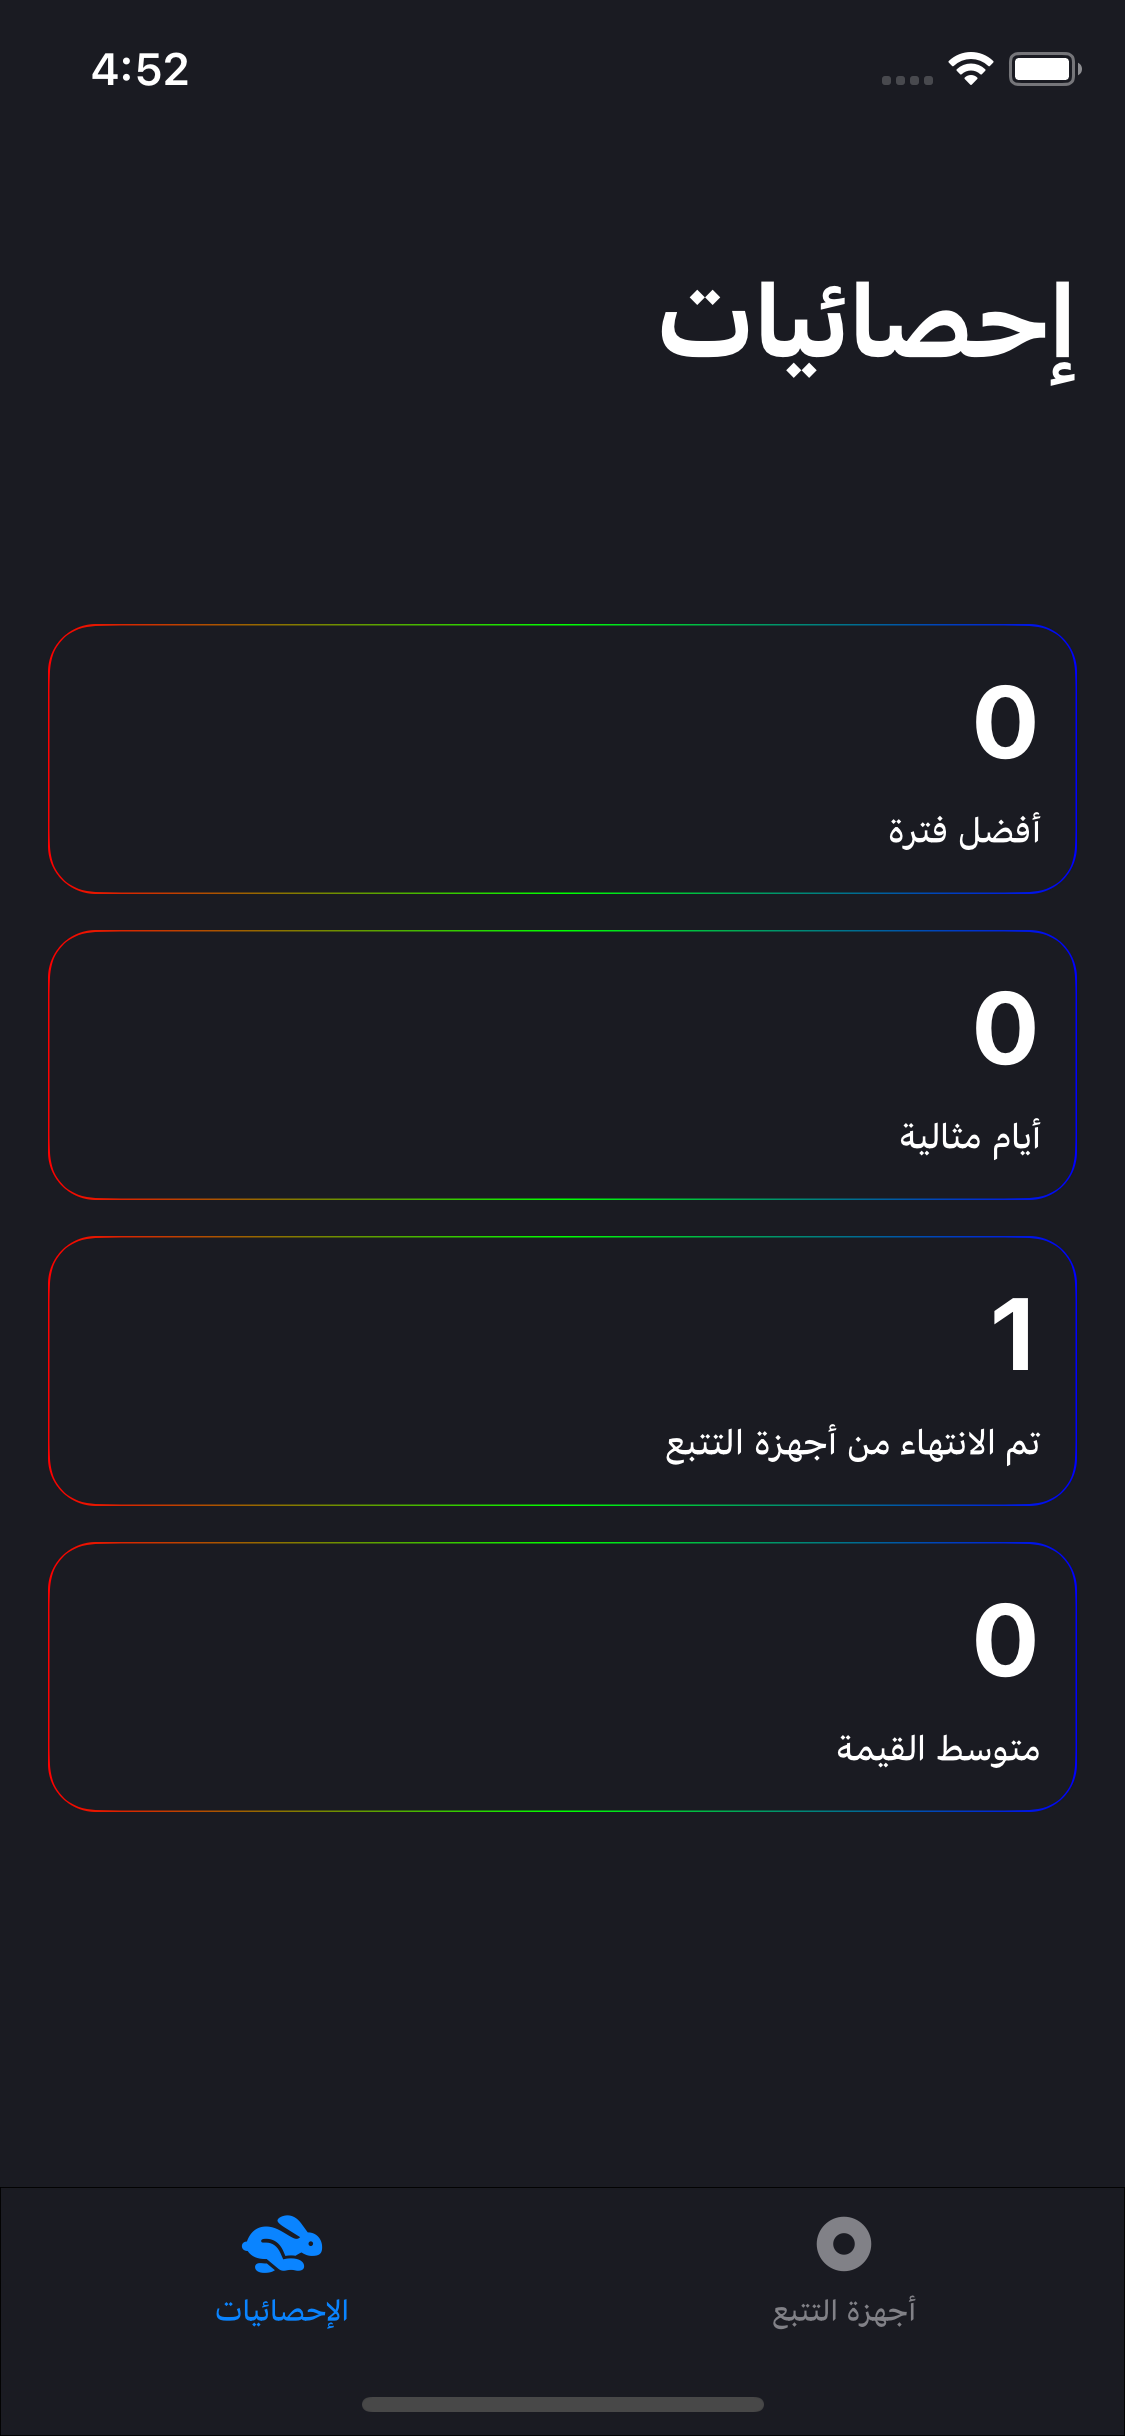 4:52
إحصائيات
0
أفضل فترة
0
أيام مثالية
1
تم الانتهاء من أجهزة التتبع
0
متوسط القيمة
أجهزة التتبع
الإحصائيات